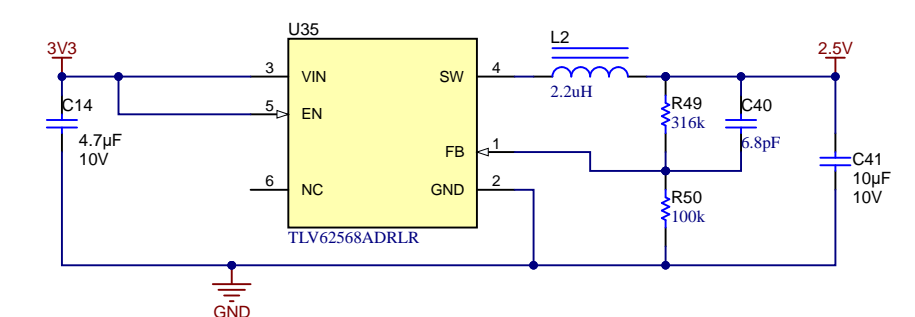 U35
L2
3V3
2.5V
3
VIN
SW
4
C14
5
EN
2.2uH
R49
C40
316k
4.7µF
10V
6.8pF
FB
1
C41
6
NC
GND
2
10µF
R50
10V
100k
TLV62568ADRLR
GND